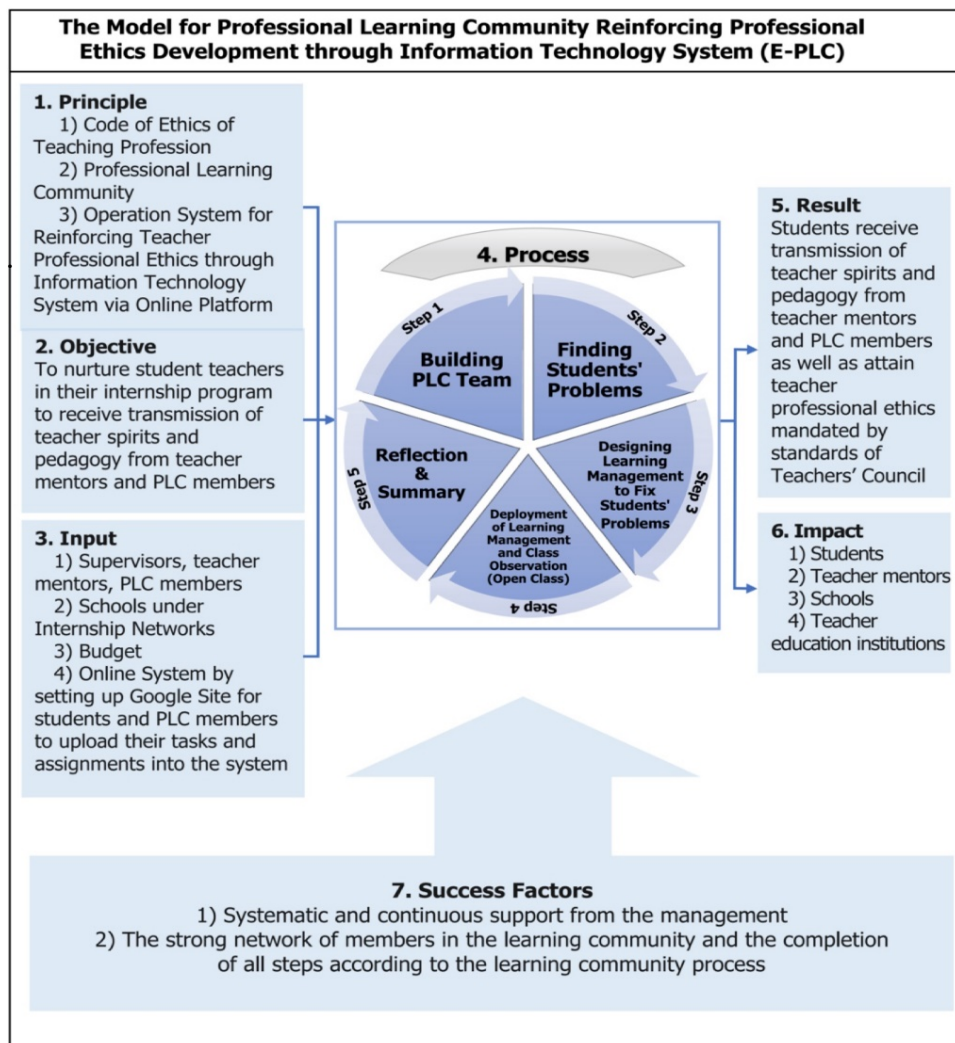 The Model for Professional Learning Community Reinforcing Professional
Ethics Development through Information Technology System (E-PLC)
1. Principle
1) Code of Ethics of
Teaching Profession
2) Professional Learning
Community
3) Operation System for
Reinforcing Teacher
Professional Ethics through
Information Technology
System via Online Platform
2. Objective
To nurture student teachers
in their internship program
to receive transmission of
teacher spirits and
pedagogy from teacher
mentors and PLC members
3. Input
1) Supervisors, teacher
mentors, PLC members
2) Schools under
Internship Networks
3) Budget
4) Online System by
setting up Google Site for
students and PLC members
to upload their tasks and
assignments into the system
4. Process
Step 1
Building
PLC Team
Step 2
Finding
Students'
Problems
Step 3
Designing
Learning
Management
to Fix
Students'
Problems
Step 4
Deployment
of Learning
Management
and Class
Observation
(Open Class)
Step 5
Reflection
&
Summary
5. Result
Students receive
transmission of
teacher spirits and
pedagogy from
teacher mentors
and PLC members
as well as attain
teacher
professional ethics
mandated by
standards of
Teachers' Council
6. Impact
1) Students
2) Teacher mentors
3) Schools
4) Teacher
education institutions
7. Success Factors
1) Systematic and continuous support from the management
2) The strong network of members in the learning community and the completion
of all steps according to the learning community process